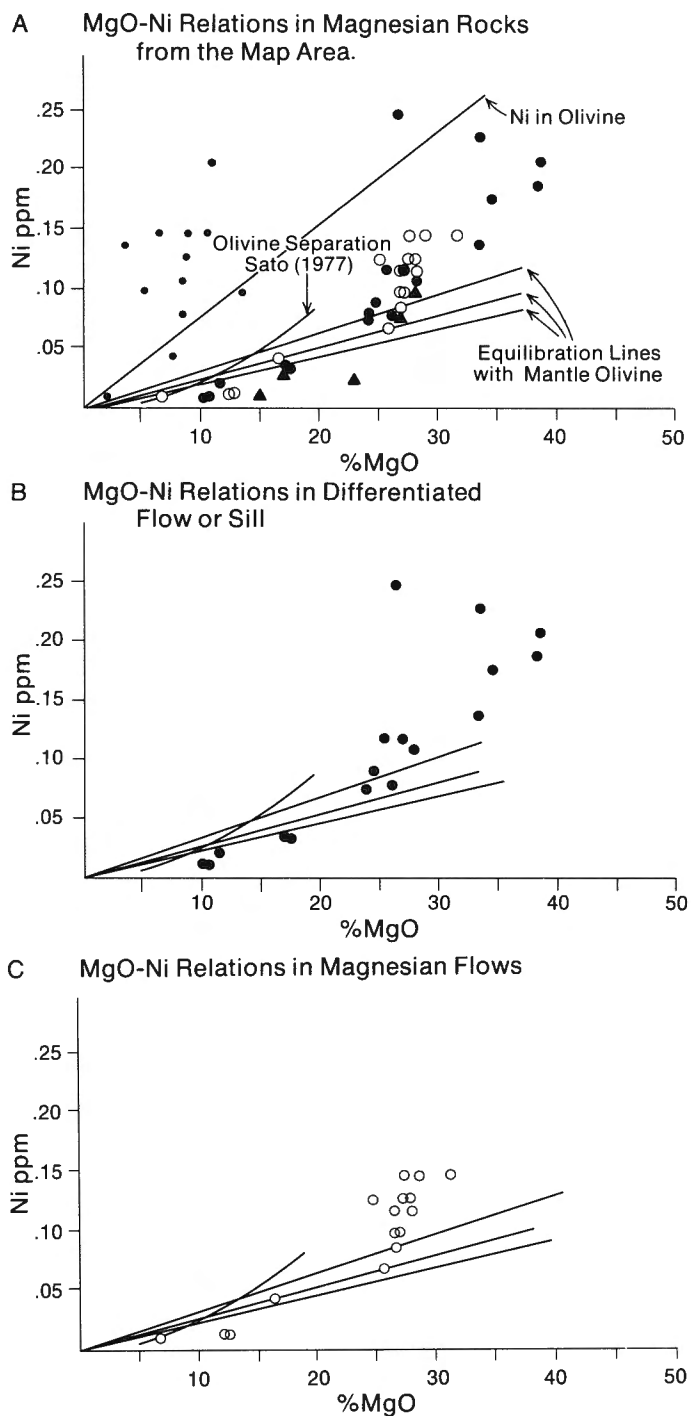 A MgO-Ni Relations in Magnesian Rocks
from the Map Area.
Ni ppm
.25
.20
.15
.10
.05
Ni in Olivine
Olivine Separation
Sato (1977)
Equilibration Lines
with Mantle Olivine
10 20 30 40 50
%MgO
B MgO-Ni Relations in Differentiated
Flow or Sill
Ni ppm
.25
.20
.15
.10
.05
10 20 30 40 50
%MgO
C MgO-Ni Relations in Magnesian Flows
Ni ppm
.25
.20
.15
.10
.05
10 20 30 40 50
%MgO